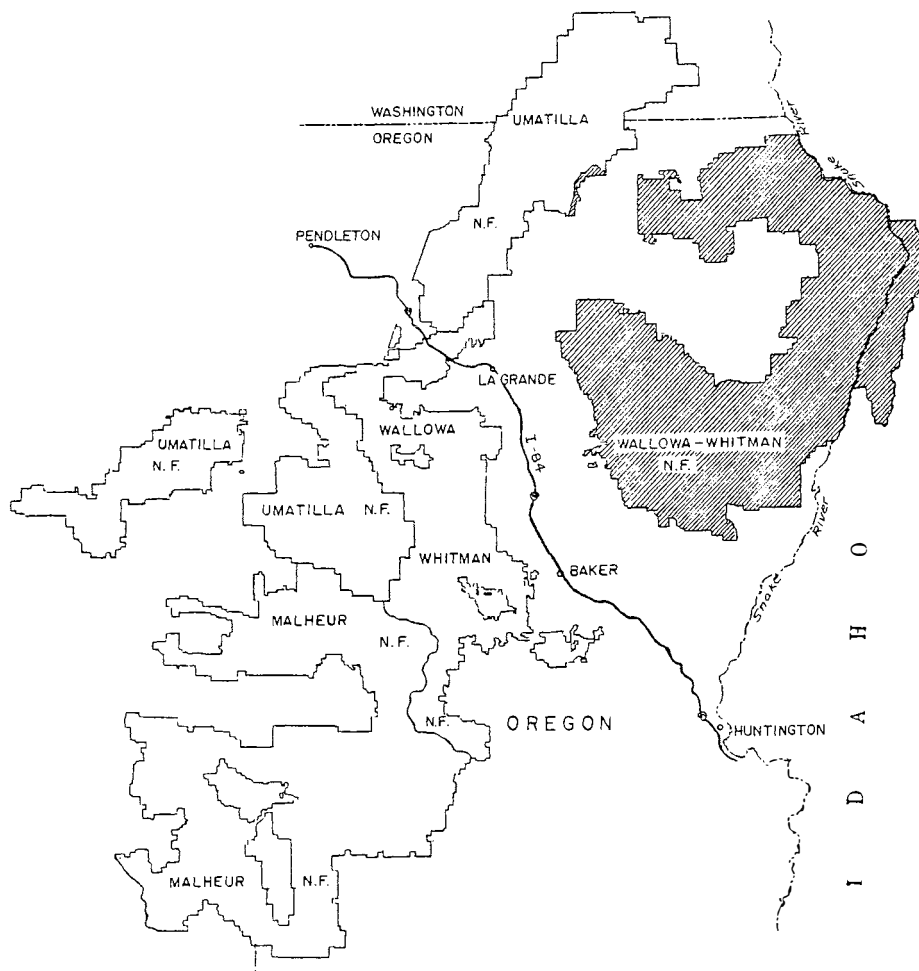 WASHINGTON
OREGON
UMATILLA
N.F.
Snake
River
PENDLETON
LA GRANDE
WALLOWA
I-84
WALLOWA-WHITMAN
N.F.
UMATILLA
N.F.
UMATILLA N.F.
WHITMAN
BAKER
Snake River
MALHEUR
N.F.
N.F.
OREGON
HUNTINGTON
IDAHO
MALHEUR N.F.